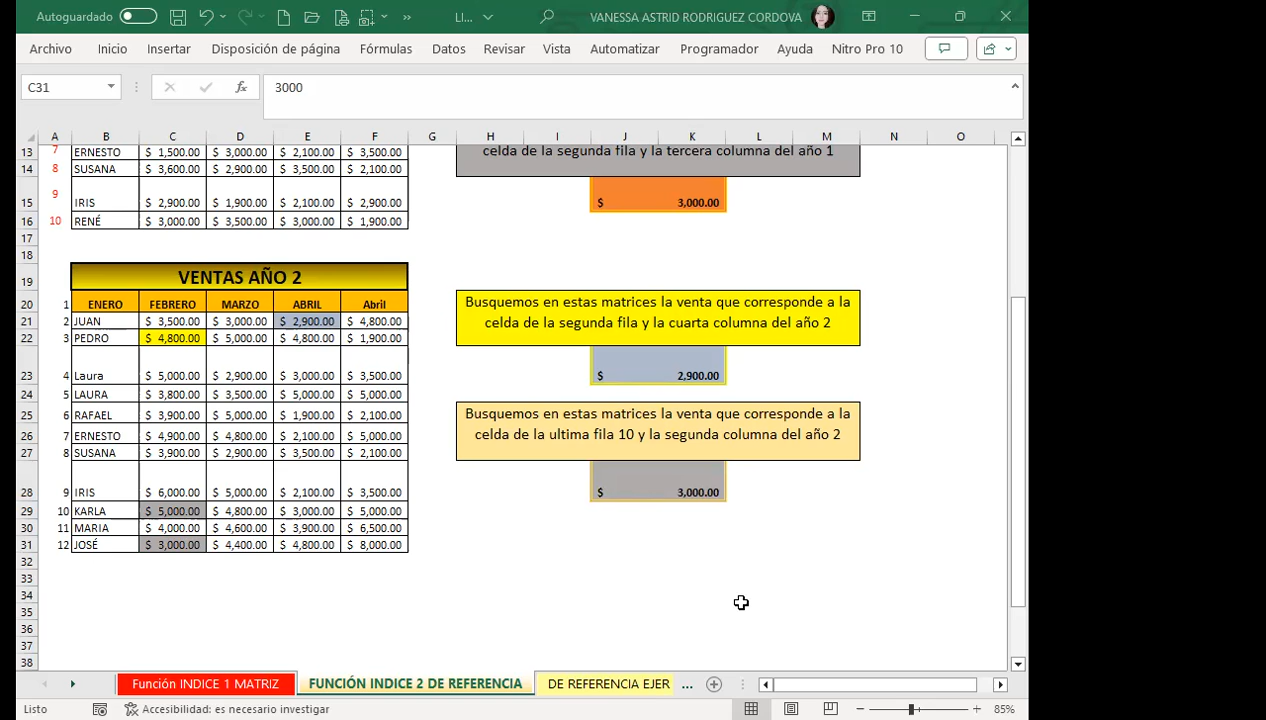 Autoguardado LI... VANESSA ASTRID RODRIGUEZ CORDOVA
Archivo Inicio Insertar Disposición de página Fórmulas Datos Revisar Vista Automatizar Programador Ayuda Nitro Pro 10
C31 fx 3000
A B C D E F G H I J K L M N O
13 7 ERNESTO $ 1,500.00 $ 3,000.00 $ 2,100.00 $ 3,500.00 celda de la segunda fila y la tercera columna del año 1
14 8 SUSANA $ 3,600.00 $ 2,900.00 $ 3,500.00 $ 2,100.00
15 9 IRIS $ 2,900.00 $ 1,900.00 $ 2,100.00 $ 2,900.00 $ 3,000.00
16 10 RENÉ $ 3,000.00 $ 3,500.00 $ 3,000.00 $ 1,900.00
17
18
19 VENTAS AÑO 2
20 1 ENERO FEBRERO MARZO ABRIL Abril Busquemos en estas matrices la venta que corresponde a la
21 2 JUAN $ 3,500.00 $ 3,000.00 $ 2,900.00 $ 4,800.00 celda de la segunda fila y la cuarta columna del año 2
22 3 PEDRO $ 4,800.00 $ 5,000.00 $ 4,800.00 $ 1,900.00
23 4 Laura $ 5,000.00 $ 2,900.00 $ 3,000.00 $ 3,500.00 $ 2,900.00
24 5 LAURA $ 3,800.00 $ 3,500.00 $ 5,000.00 $ 5,000.00
25 6 RAFAEL $ 3,900.00 $ 5,000.00 $ 1,900.00 $ 2,100.00 Busquemos en estas matrices la venta que corresponde a la
26 7 ERNESTO $ 4,900.00 $ 4,800.00 $ 2,100.00 $ 5,000.00 celda de la ultima fila 10 y la segunda columna del año 2
27 8 SUSANA $ 3,900.00 $ 2,900.00 $ 3,500.00 $ 2,100.00
28 9 IRIS $ 6,000.00 $ 5,000.00 $ 2,100.00 $ 3,500.00 $ 3,000.00
29 10 KARLA $ 5,000.00 $ 4,800.00 $ 3,000.00 $ 5,000.00
30 11 MARIA $ 4,000.00 $ 4,600.00 $ 3,900.00 $ 6,500.00
31 12 JOSÉ $ 3,000.00 $ 4,400.00 $ 4,800.00 $ 8,000.00
32
33
34
35
36
37
38
Función INDICE 1 MATRIZ FUNCIÓN INDICE 2 DE REFERENCIA DE REFERENCIA EJER ...
Listo Accesibilidad: es necesario investigar 85%